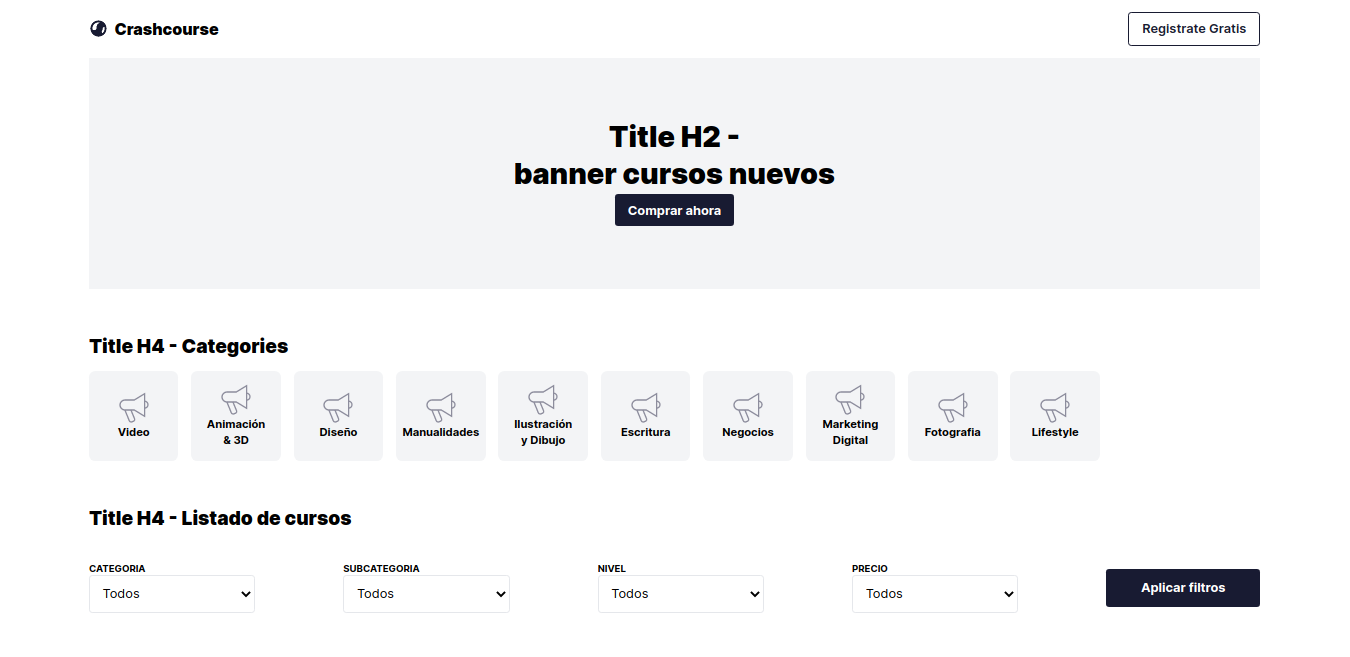 Crashcourse
Registrate Gratis
Title H2 -
banner cursos nuevos
Comprar ahora
Title H4 - Categories
Video
Animación
& 3D
Diseño
Manualidades
Ilustración
y Dibujo
Escritura
Negocios
Marketing
Digital
Fotografia
Lifestyle
Title H4 - Listado de cursos
CATEGORIA
Todos
SUBCATEGORIA
Todos
NIVEL
Todos
PRECIO
Todos
Aplicar filtros